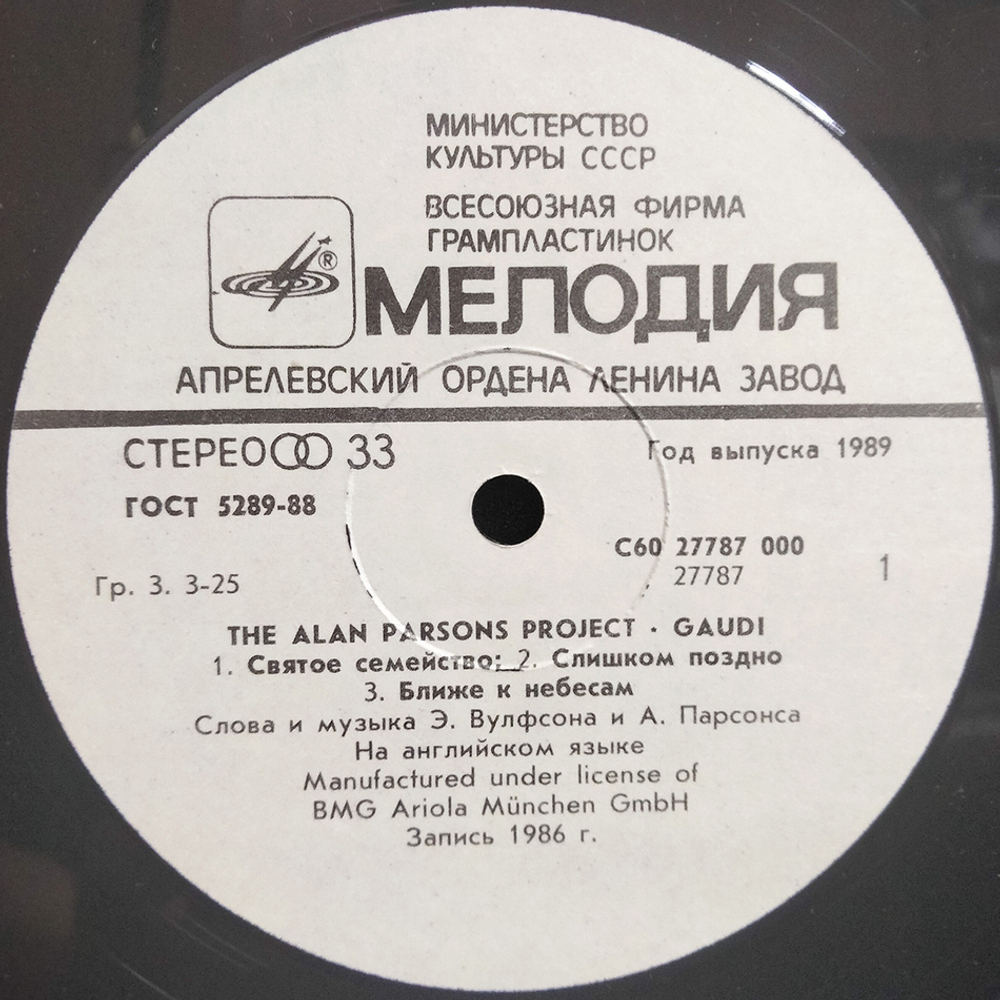 МИНИСТЕРСТВО
КУЛЬТУРЫ СССР
ВСЕСОЮЗНАЯ ФИРМА
ГРАМПЛАСТИНОК
®
МЕЛОДИЯ
АПРЕЛЕВСКИЙ ОРДЕНА ЛЕНИНА ЗАВОД
СТЕРЕО 33
Год выпуска 1989
ГОСТ 5289-88
С60 27787 000
27787
1
Гр. 3. 3-25
THE ALAN PARSONS PROJECT · GAUDI
1. Святое семейство; 2. Слишком поздно
3. Ближе к небесам
Слова и музыка Э. Вулфсона и А. Парсонса
На английском языке
Manufactured under license of
BMG Ariola München GmbH
Запись 1986 г.